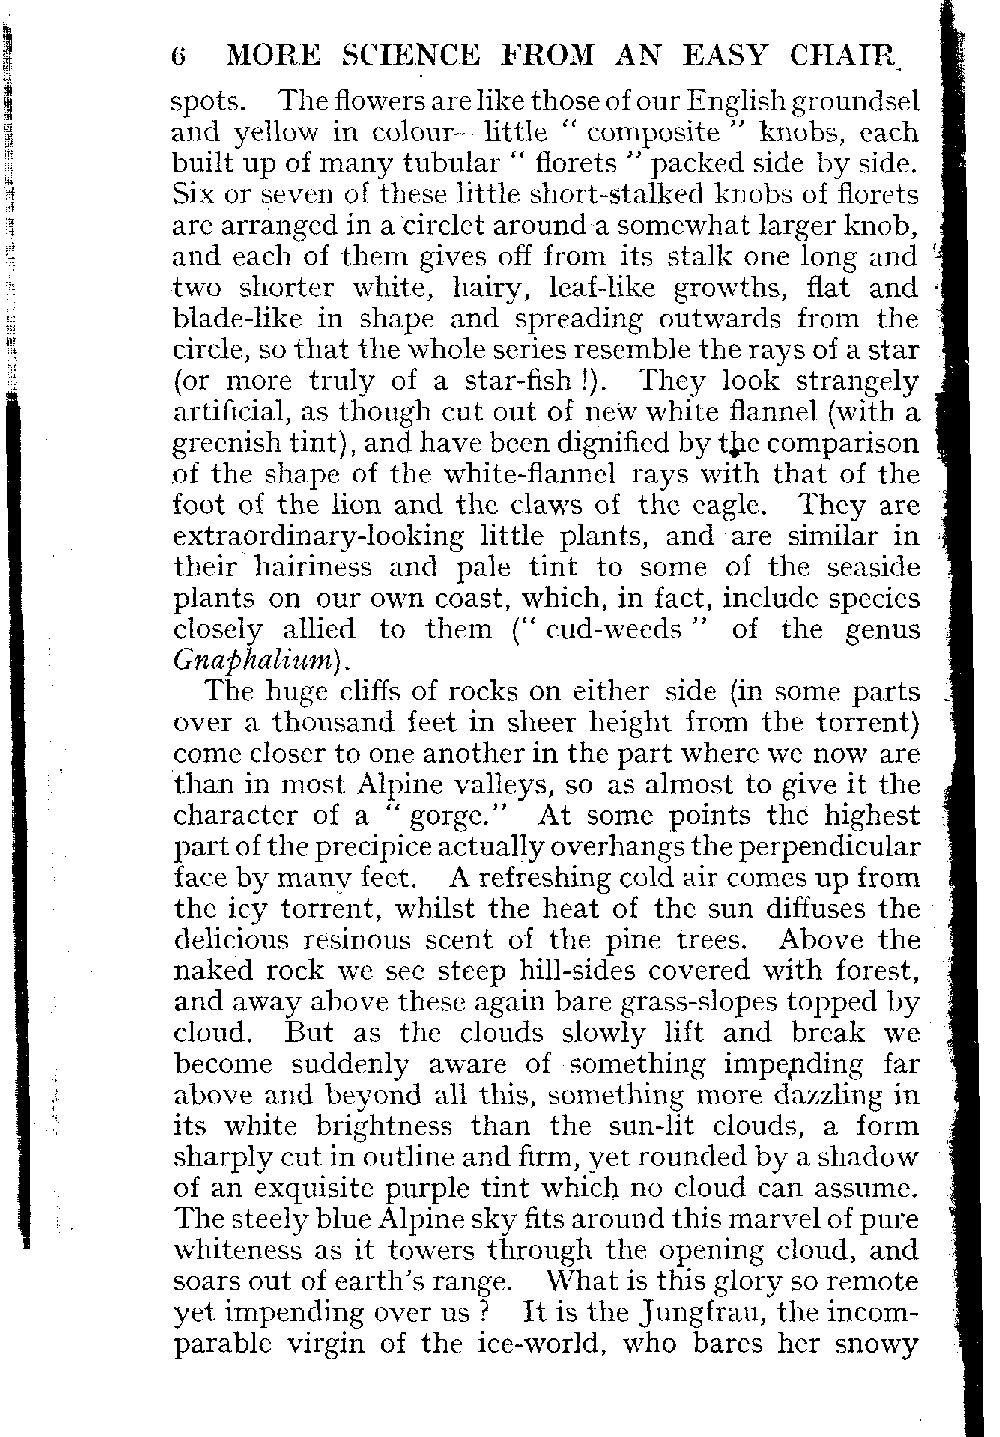 6 MORE SCIENCE FROM AN EASY CHAIR
spots. The flowers are like those of our English groundsel
and yellow in colour— little “ composite ” knobs, each
built up of many tubular “ florets ” packed side by side.
Six or seven of these little short-stalked knobs of florets
are arranged in a circlet around a somewhat larger knob,
and each of them gives off from its stalk one long and
two shorter white, hairy, leaf-like growths, flat and
blade-like in shape and spreading outwards from the
circle, so that the whole series resemble the rays of a star
(or more truly of a star-fish !). They look strangely
artificial, as though cut out of new white flannel (with a
greenish tint), and have been dignified by the comparison
of the shape of the white-flannel rays with that of the
foot of the lion and the claws of the eagle. They are
extraordinary-looking little plants, and are similar in
their hairiness and pale tint to some of the seaside
plants on our own coast, which, in fact, include species
closely allied to them (“ cud-weeds ” of the genus
Gnaphalium).
The huge cliffs of rocks on either side (in some parts
over a thousand feet in sheer height from the torrent)
come closer to one another in the part where we now are
than in most Alpine valleys, so as almost to give it the
character of a “ gorge.” At some points the highest
part of the precipice actually overhangs the perpendicular
face by many feet. A refreshing cold air comes up from
the icy torrent, whilst the heat of the sun diffuses the
delicious resinous scent of the pine trees. Above the
naked rock we see steep hill-sides covered with forest,
and away above these again bare grass-slopes topped by
cloud. But as the clouds slowly lift and break we
become suddenly aware of something impending far
above and beyond all this, something more dazzling in
its white brightness than the sun-lit clouds, a form
sharply cut in outline and firm, yet rounded by a shadow
of an exquisite purple tint which no cloud can assume.
The steely blue Alpine sky fits around this marvel of pure
whiteness as it towers through the opening cloud, and
soars out of earth's range. What is this glory so remote
yet impending over us ? It is the Jungfrau, the incom-
parable virgin of the ice-world, who bares her snowy